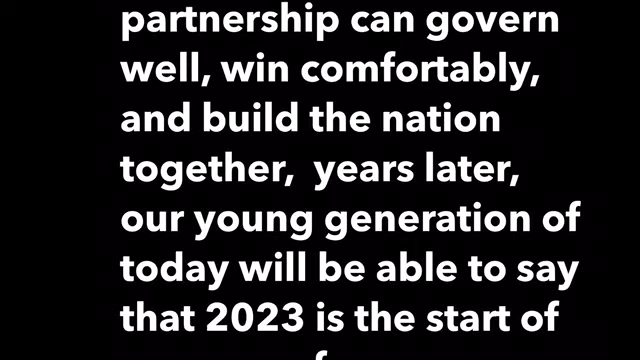 partnership can govern
well, win comfortably,
and build the nation
together,  years later,
our young generation of
today will be able to say
that 2023 is the start of